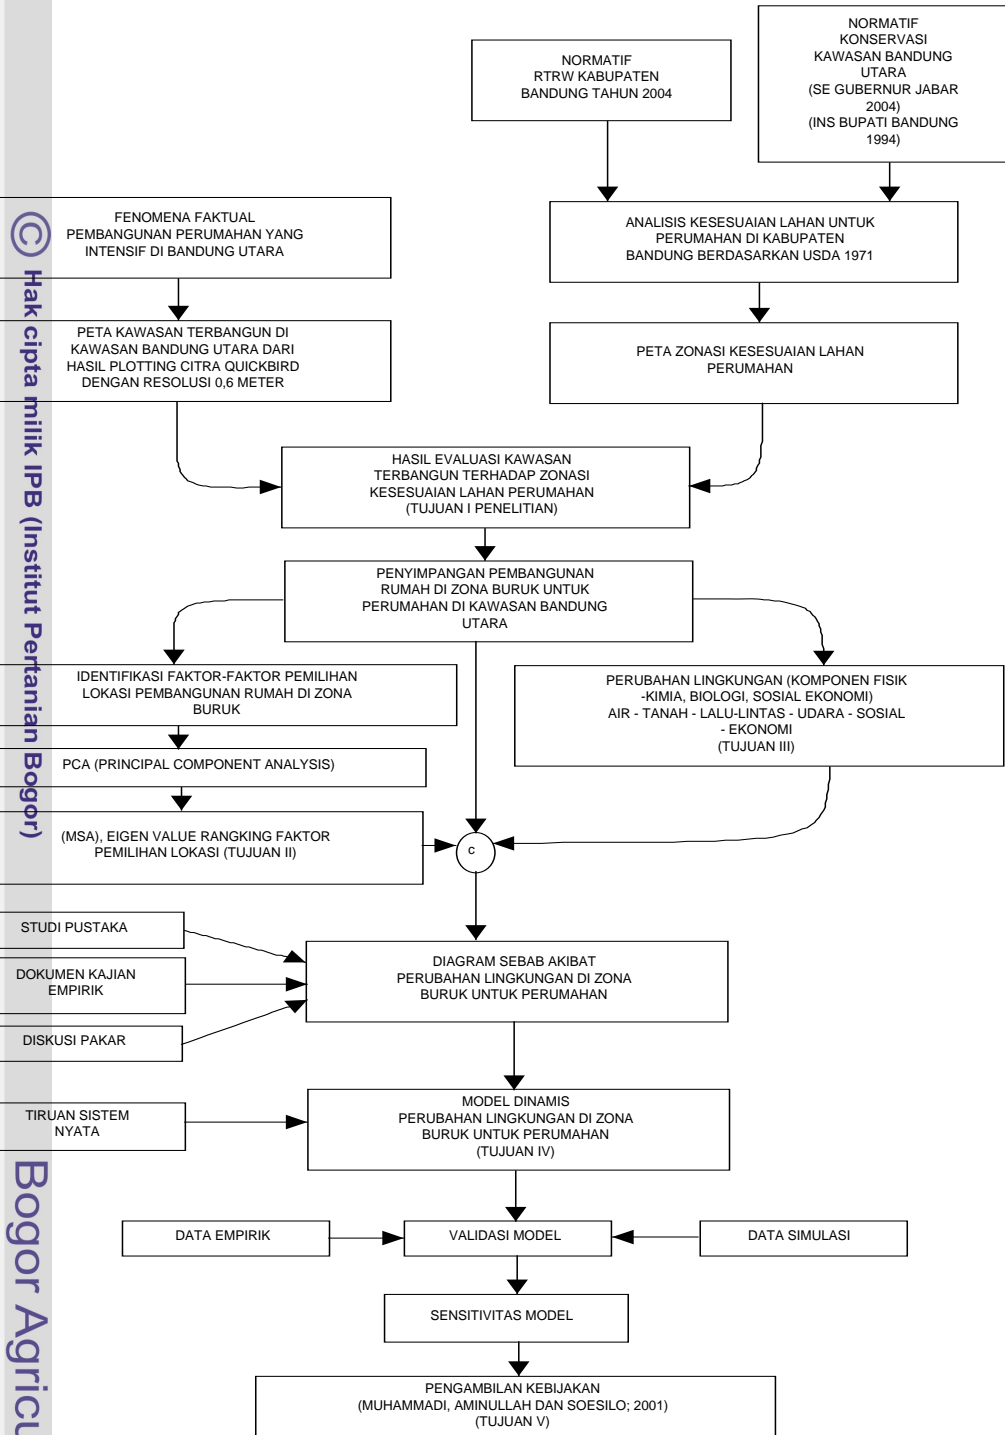 NORMATIF
RTRW KABUPATEN
BANDUNG TAHUN 2004
NORMATIF
KONSERVASI
KAWASAN BANDUNG
UTARA
(SE GUBERNUR JABAR
2004)
(INS BUPATI BANDUNG
1994)
FENOMENA FAKTUAL
PEMBANGUNAN PERUMAHAN YANG
INTENSIF DI BANDUNG UTARA
ANALISIS KESESUAIAN LAHAN UNTUK
PERUMAHAN DI KABUPATEN
BANDUNG BERDASARKAN USDA 1971
PETA KAWASAN TERBANGUN DI
KAWASAN BANDUNG UTARA DARI
HASIL PLOTTING CITRA QUICKBIRD
DENGAN RESOLUSI 0,6 METER
PETA ZONASI KESESUAIAN LAHAN
PERUMAHAN
HASIL EVALUASI KAWASAN
TERBANGUN TERHADAP ZONASI
KESESUAIAN LAHAN PERUMAHAN
(TUJUAN I PENELITIAN)
PENYIMPANGAN PEMBANGUNAN
RUMAH DI ZONA BURUK UNTUK
PERUMAHAN DI KAWASAN BANDUNG
UTARA
IDENTIFIKASI FAKTOR-FAKTOR PEMILIHAN
LOKASI PEMBANGUNAN RUMAH DI ZONA
BURUK
PERUBAHAN LINGKUNGAN (KOMPONEN FISIK
-KIMIA, BIOLOGI, SOSIAL EKONOMI)
AIR - TANAH - LALU-LINTAS - UDARA - SOSIAL
- EKONOMI
(TUJUAN III)
PCA (PRINCIPAL COMPONENT ANALYSIS)
(MSA), EIGEN VALUE RANGKING FAKTOR
PEMILIHAN LOKASI (TUJUAN II)
C
STUDI PUSTAKA
DOKUMEN KAJIAN
EMPIRIK
DISKUSI PAKAR
DIAGRAM SEBAB AKIBAT
PERUBAHAN LINGKUNGAN DI ZONA
BURUK UNTUK PERUMAHAN
TIRUAN SISTEM
NYATA
MODEL DINAMIS
PERUBAHAN LINGKUNGAN DI ZONA
BURUK UNTUK PERUMAHAN
(TUJUAN IV)
DATA EMPIRIK
VALIDASI MODEL
DATA SIMULASI
SENSITIVITAS MODEL
PENGAMBILAN KEBIJAKAN
(MUHAMMADI, AMINULLAH DAN SOESILO; 2001)
(TUJUAN V)
© Hak cipta milik IPB (Institut Pertanian Bogor)
Bogor Agricu